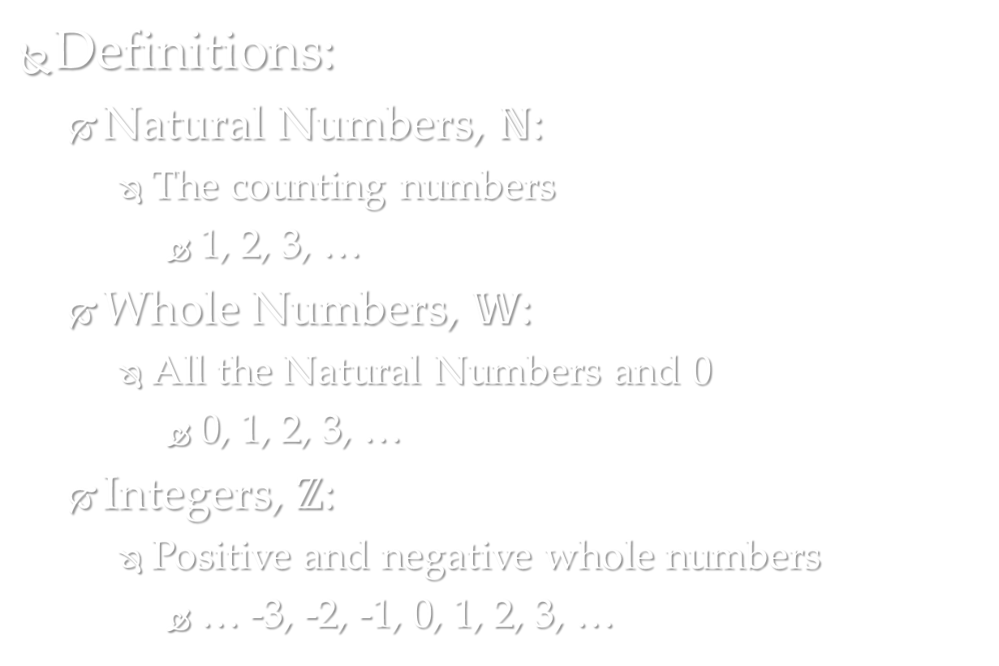 Definitions:
Natural Numbers, ℕ:
The counting numbers
1, 2, 3, …
Whole Numbers, 𝕎:
All the Natural Numbers and 0
0, 1, 2, 3, …
Integers, ℤ:
Positive and negative whole numbers
… -3, -2, -1, 0, 1, 2, 3, …